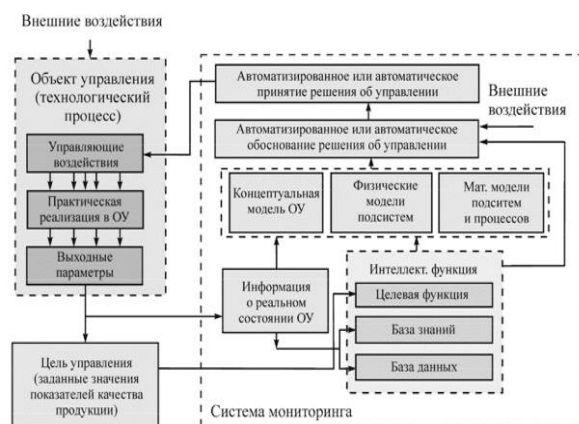 Внешние воздействия
Объект управления
(технологический
процесс)
Управляющие
воздействия
Практическая
реализация в ОУ
Выходные
параметры
Цель управления
(заданные значения
показателей качества
продукции)
Автоматизированное или автоматическое
принятие решения об управлении
Внешние
воздействия
Автоматизированное или автоматическое
обоснование решения об управлении
Концептуальная
модель ОУ
Физические
модели
подсистем
Мат. модели
подситем
и процессов
Информация
о реальном
состоянии ОУ
Интеллект. функция
Целевая функция
База знаний
База данных
Система мониторинга